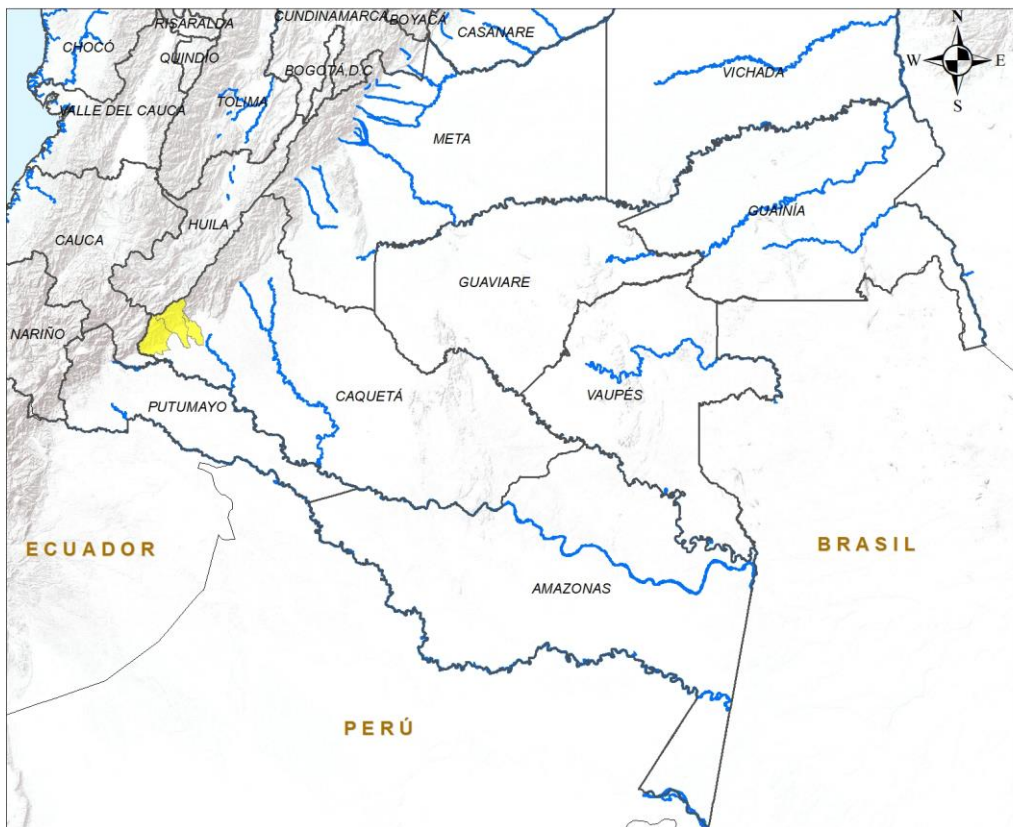 CUNDINAMARCA
BOYACÁ
RISARALDA
CASANARE
N
CHOCÓ
QUINDÍO
BOGOTÁ, D.C
VICHADA
W
E
S
VALLE DEL CAUCA
TOLIMA
META
HUILA
GUAINÍA
CAUCA
GUAVIARE
NARIÑO
CAQUETÁ
VAUPÉS
PUTUMAYO
ECUADOR
BRASIL
AMAZONAS
PERÚ